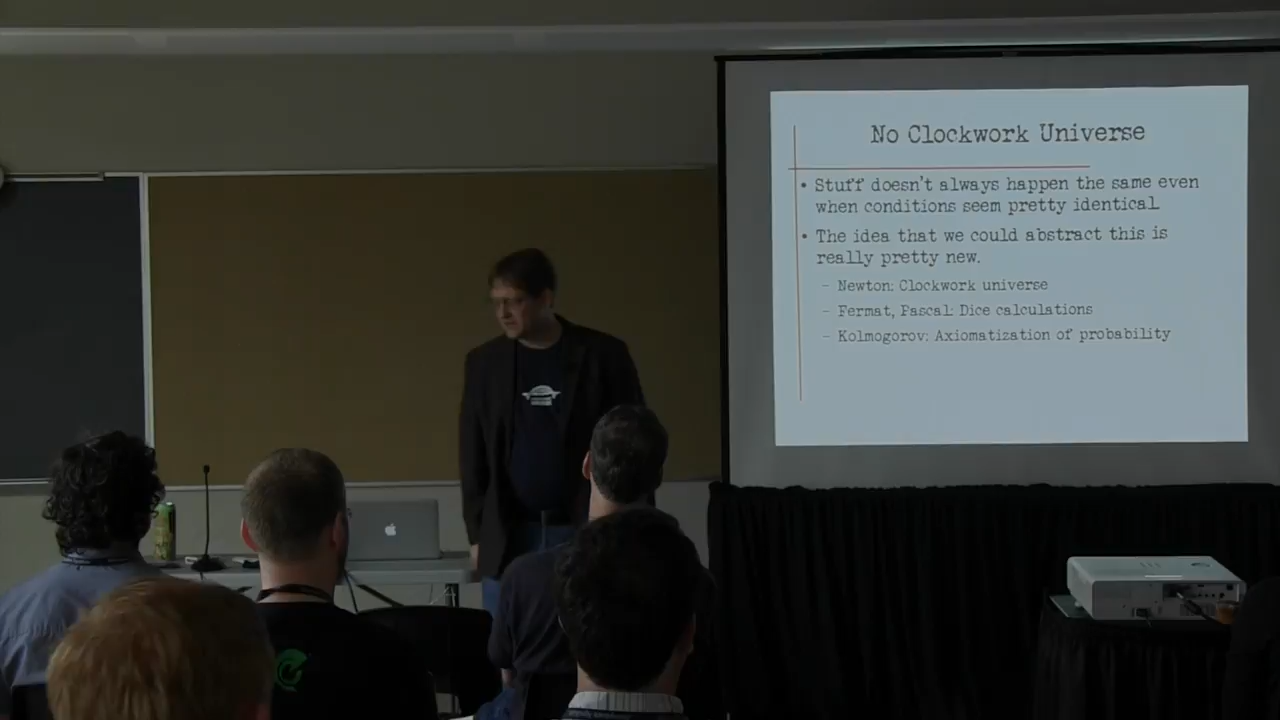 No Clockwork Universe
• Stuff doesn't always happen the same even
when conditions seem pretty identical
• The idea that we could abstract this is
really pretty new.
– Newton: Clockwork universe
– Fermat, Pascal: Dice calculations
– Kolmogorov: Axiomatization of probability